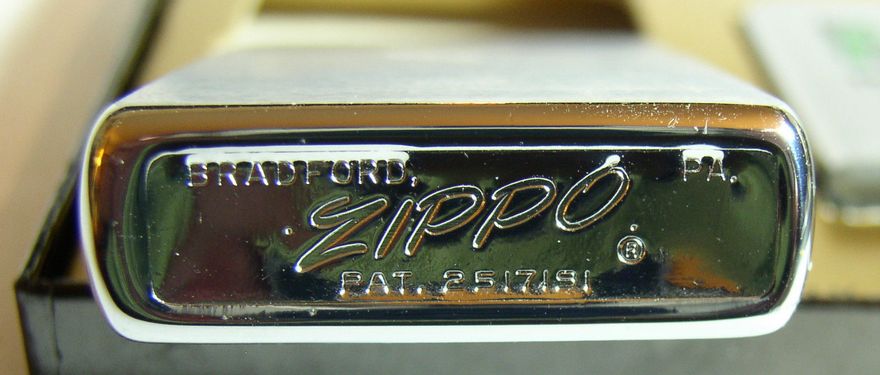 BRADFORD, PA.
ZIPPO ®
PAT. 2517191